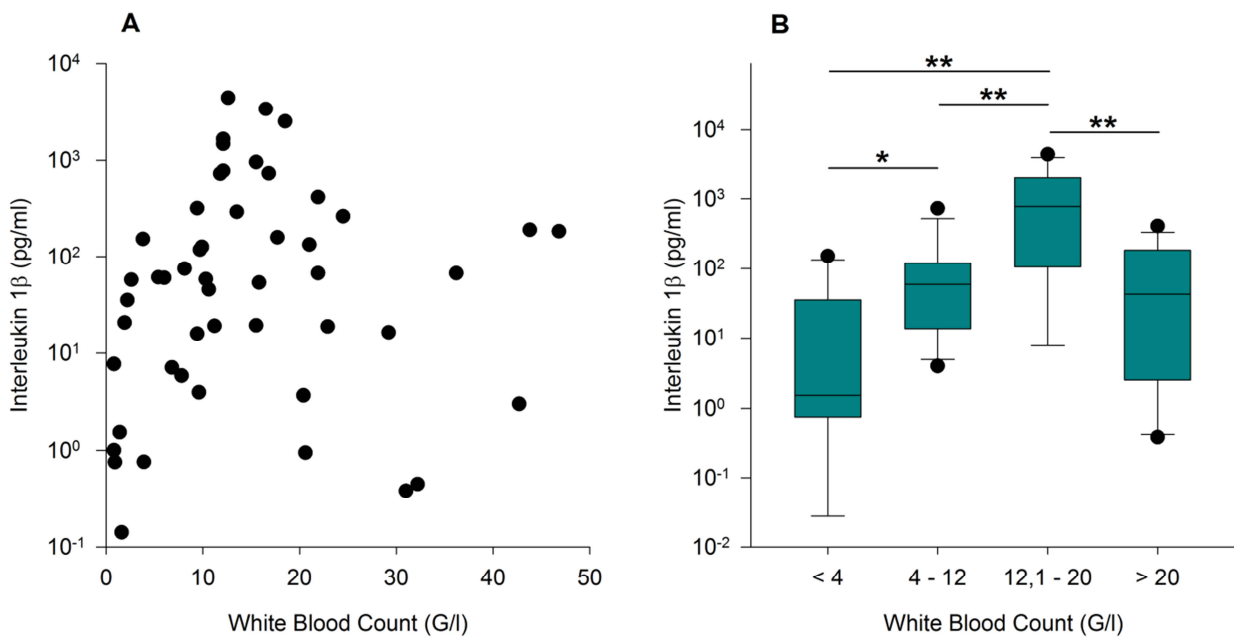 A
Interleukin 1β (pg/ml)
10⁴
10³
10²
10¹
10⁰
10⁻¹
0 10 20 30 40 50
White Blood Count (G/l)
B
Interleukin 1β (pg/ml)
** 
**
**
*
10⁴
10³
10²
10¹
10⁰
10⁻¹
10⁻²
< 4 4 - 12 12,1 - 20 > 20
White Blood Count (G/l)